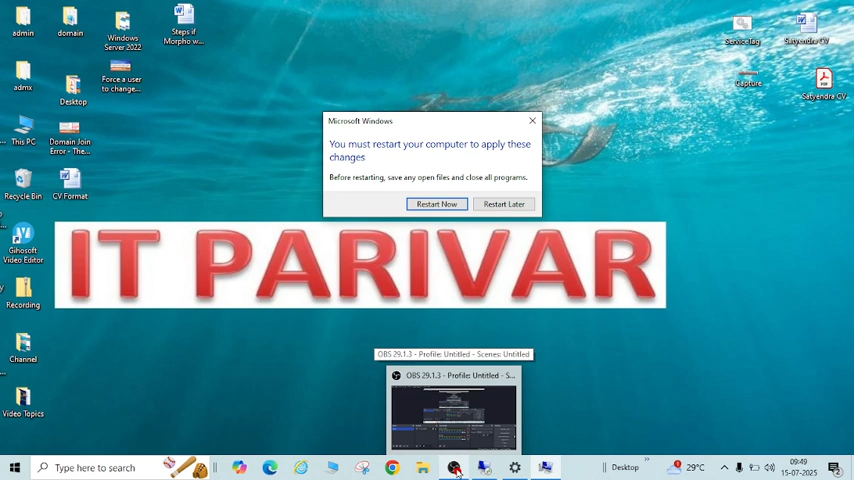 admin
domain
Windows
Server 2022
Steps if
Morpho w...
ServiceTag
Satyendra CV
admx
Desktop
Force a user
to change...
Capture
Satyendra CV
This PC
Domain Join
Error - The...
Recycle Bin
CV Format
Gihosoft
Video Editor
Recording
Channel
Video Topics
Microsoft Windows
You must restart your computer to apply these
changes
Before restarting, save any open files and close all programs.
Restart Now
Restart Later
IT PARIVAR
OBS 29.1.3 - Profile: Untitled - Scenes: Untitled
OBS 29.1.3 - Profile: Untitled - S...
Type here to search
Desktop
29°C
09:49
15-07-2025
2